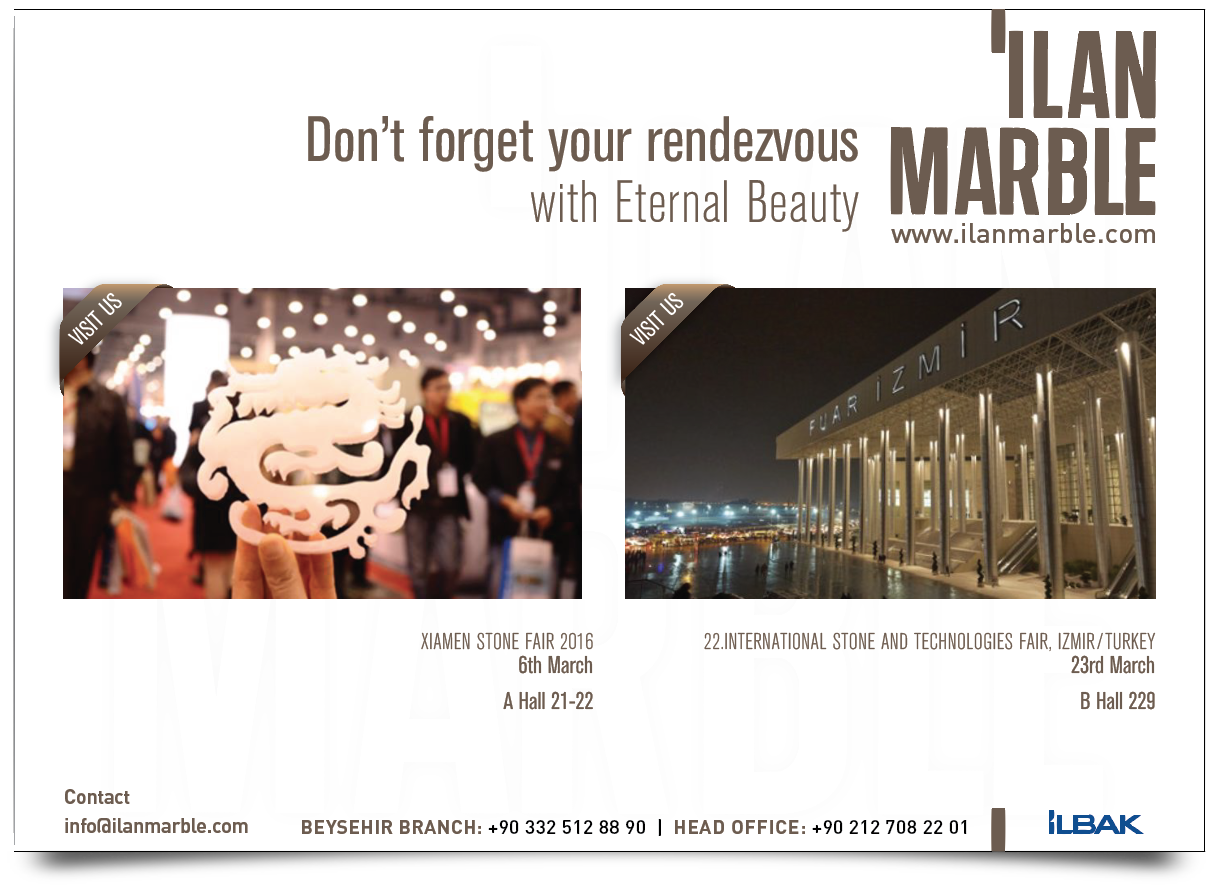 iLAN
MARBLE
www.ilanmarble.com
Don't forget your rendezvous
with Eternal Beauty
VISIT US
VISIT US
FUAR İZMİR
XIAMEN STONE FAIR 2016
6th March
A Hall 21-22
22.INTERNATIONAL STONE AND TECHNOLOGIES FAIR, IZMIR/TURKEY
23rd March
B Hall 229
Contact
info@ilanmarble.com
BEYSEHIR BRANCH: +90 332 512 88 90 | HEAD OFFICE: +90 212 708 22 01
iLBAK